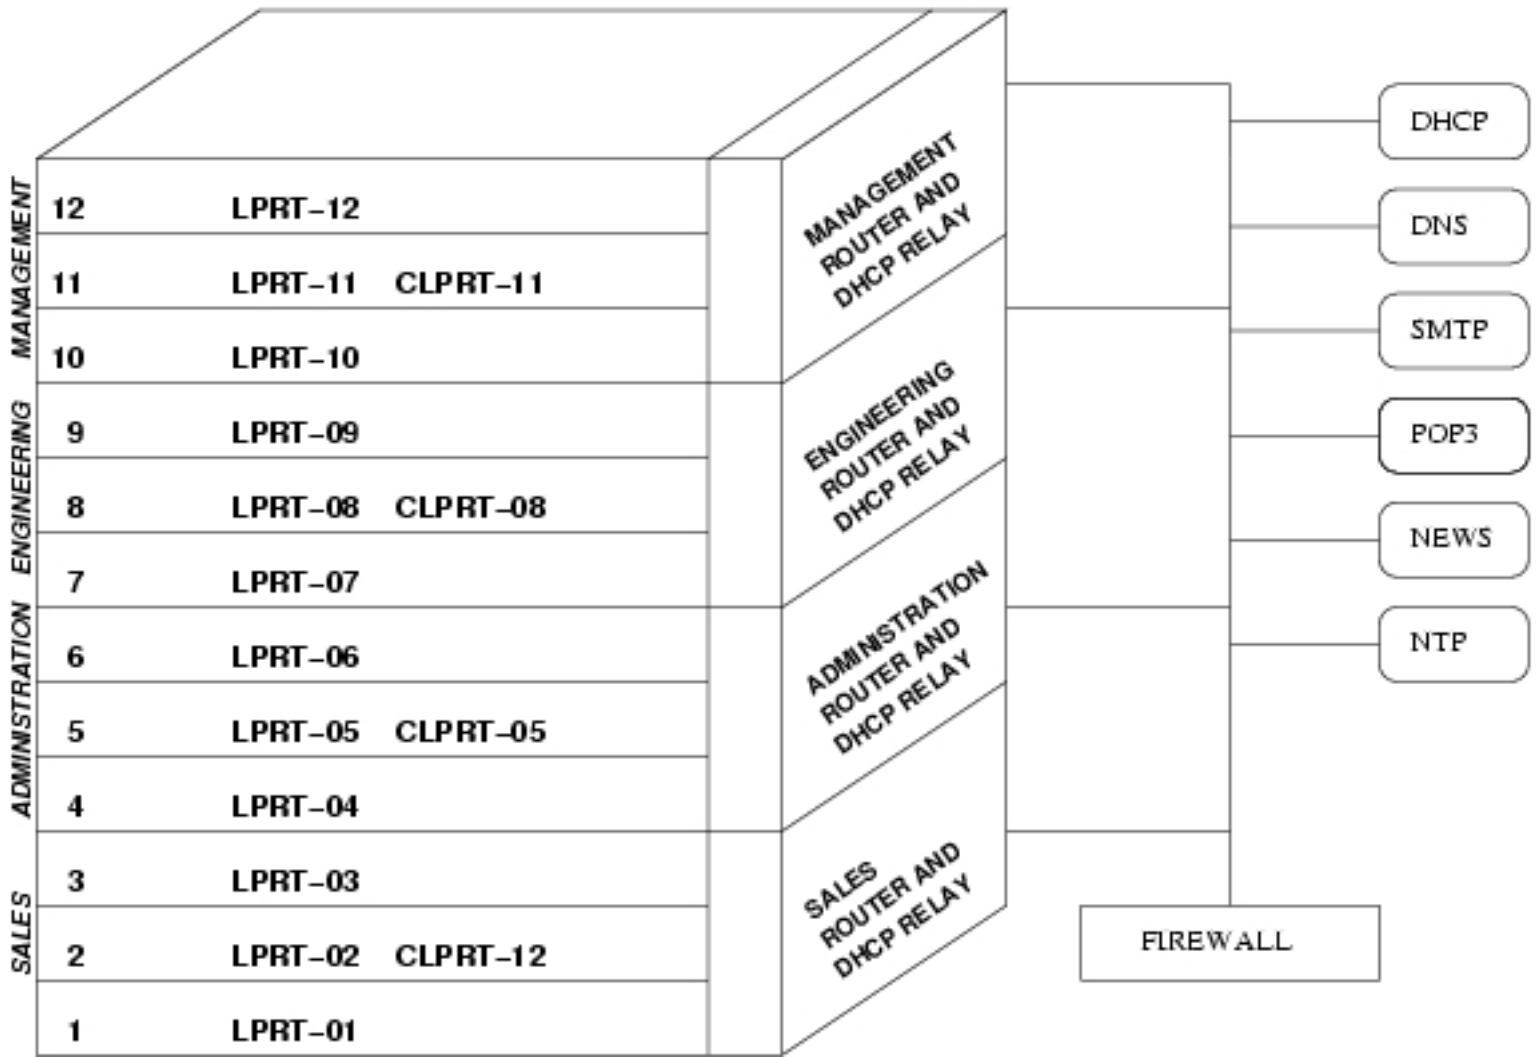 MANAGEMENT
12 LPRT-12
11 LPRT-11 CLPRT-11
10 LPRT-10
ENGINEERING
9 LPRT-09
8 LPRT-08 CLPRT-08
7 LPRT-07
ADMINISTRATION
6 LPRT-06
5 LPRT-05 CLPRT-05
4 LPRT-04
SALES
3 LPRT-03
2 LPRT-02 CLPRT-12
1 LPRT-01
MANAGEMENT
ROUTER AND
DHCP RELAY
ENGINEERING
ROUTER AND
DHCP RELAY
ADMINISTRATION
ROUTER AND
DHCP RELAY
SALES
ROUTER AND
DHCP RELAY
DHCP
DNS
SMTP
POP3
NEWS
NTP
FIREWALL